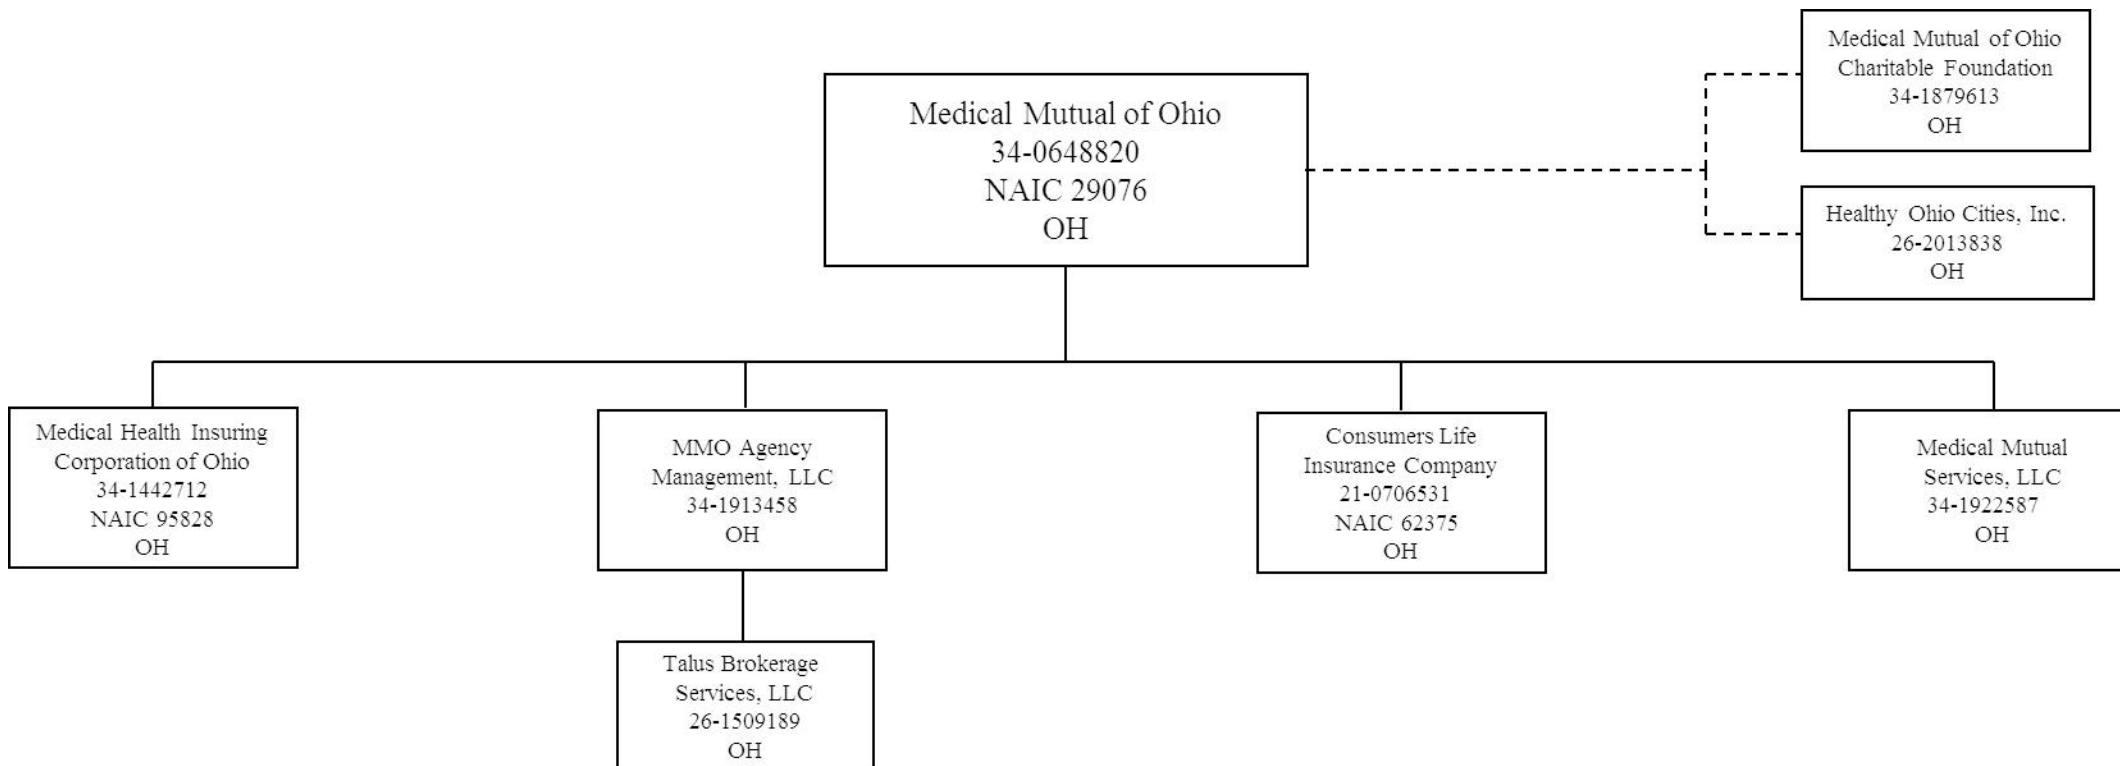 Medical Mutual of Ohio
34-0648820
NAIC 29076
OH
Medical Mutual of Ohio
Charitable Foundation
34-1879613
OH
Healthy Ohio Cities, Inc.
26-2013838
OH
Medical Health Insuring
Corporation of Ohio
34-1442712
NAIC 95828
OH
MMO Agency
Management, LLC
34-1913458
OH
Consumers Life
Insurance Company
21-0706531
NAIC 62375
OH
Medical Mutual
Services, LLC
34-1922587
OH
Talus Brokerage
Services, LLC
26-1509189
OH